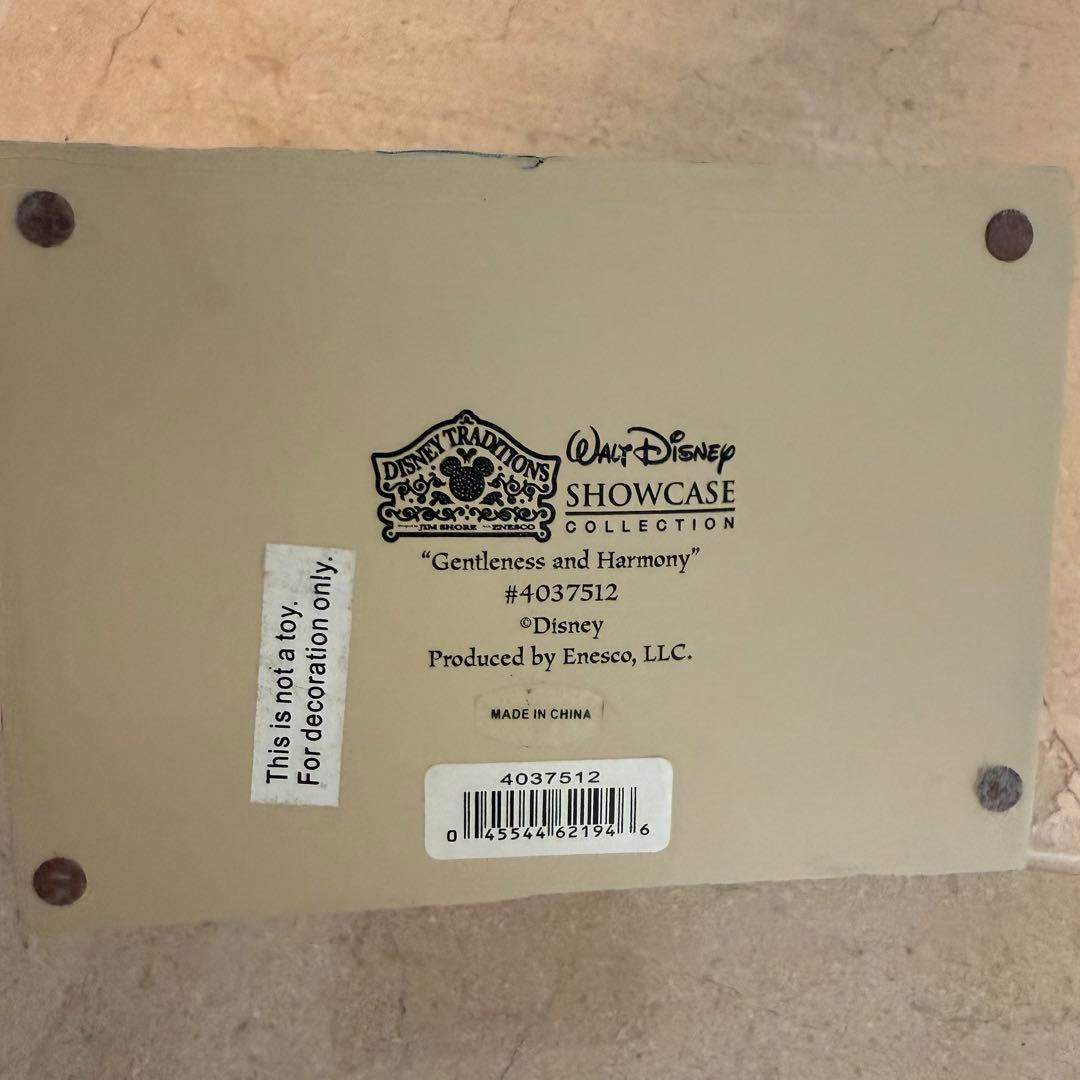 DISNEY TRADITIONS
JIM SHORE ENESCO
WALT DISNEY
SHOWCASE
COLLECTION
“Gentleness and Harmony”
#4037512
©Disney
Produced by Enesco, LLC.
MADE IN CHINA
4037512
0 45544 62194 6
This is not a toy.
For decoration only.